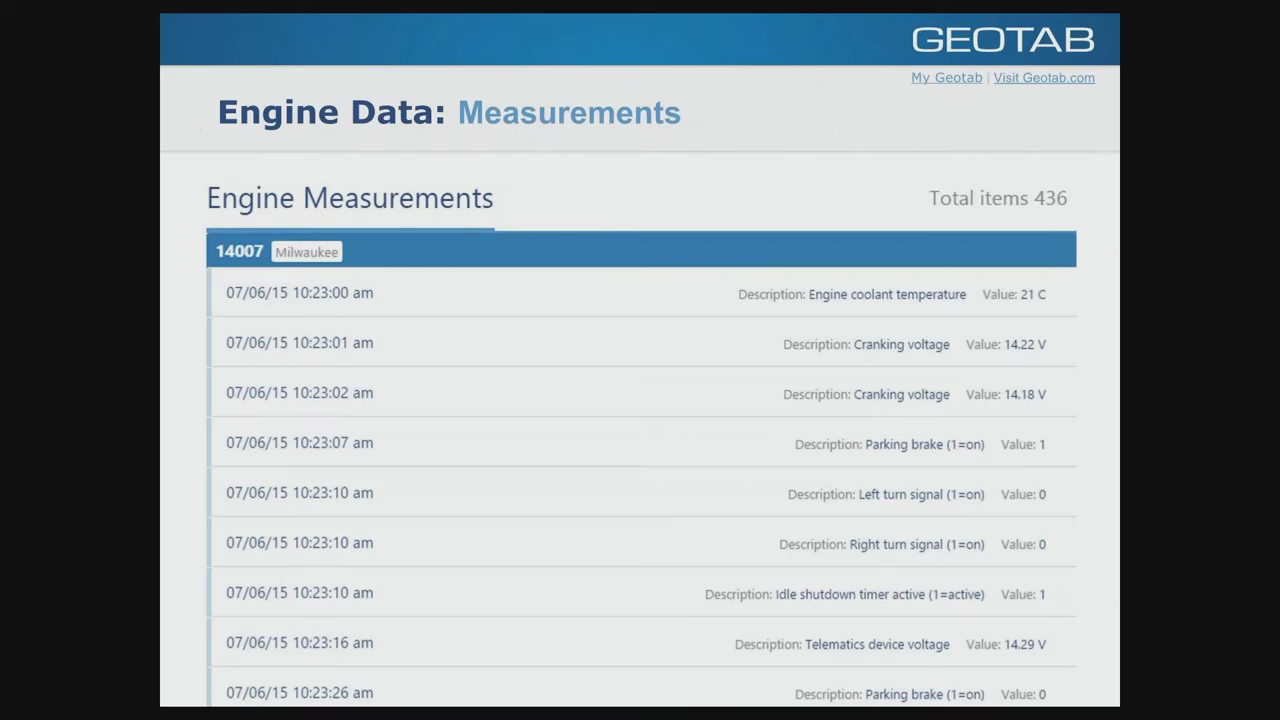 GEOTAB
My Geotab | Visit Geotab.com
Engine Data: Measurements
Engine Measurements Total items 436
14007 Milwaukee
07/06/15 10:23:00 am Description: Engine coolant temperature Value: 21 C
07/06/15 10:23:01 am Description: Cranking voltage Value: 14.22 V
07/06/15 10:23:02 am Description: Cranking voltage Value: 14.18 V
07/06/15 10:23:07 am Description: Parking brake (1=on) Value: 1
07/06/15 10:23:10 am Description: Left turn signal (1=on) Value: 0
07/06/15 10:23:10 am Description: Right turn signal (1=on) Value: 0
07/06/15 10:23:10 am Description: Idle shutdown timer active (1=active) Value: 1
07/06/15 10:23:16 am Description: Telematics device voltage Value: 14.29 V
07/06/15 10:23:26 am Description: Parking brake (1=on) Value: 0